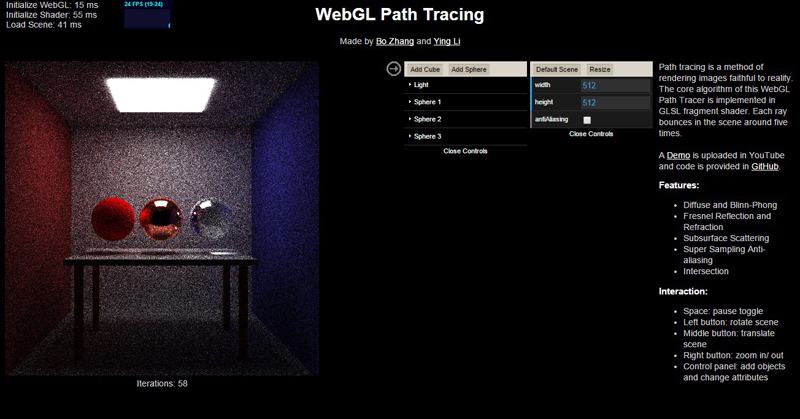 Initialize WebGL: 15 ms
Initialize Shader: 55 ms
Load Scene: 41 ms
24 FPS (19-24)
WebGL Path Tracing
Made by Bo Zhang and Ying Li
Add Cube Add Sphere
Light
Sphere 1
Sphere 2
Sphere 3
Close Controls
Default Scene Resize
width 512
height 512
antiAliasing
Close Controls
Path tracing is a method of
rendering images faithful to reality.
The core algorithm of this WebGL
Path Tracer is implemented in
GLSL fragment shader. Each ray
bounces in the scene around five
times.
A Demo is uploaded in YouTube
and code is provided in GitHub.
Features:
Diffuse and Blinn-Phong
Fresnel Reflection and
Refraction
Subsurface Scattering
Super Sampling Anti-
aliasing
Intersection
Interaction:
Space: pause toggle
Left button: rotate scene
Middle button: translate
scene
Right button: zoom in/ out
Control panel: add objects
and change attributes
Iterations: 58